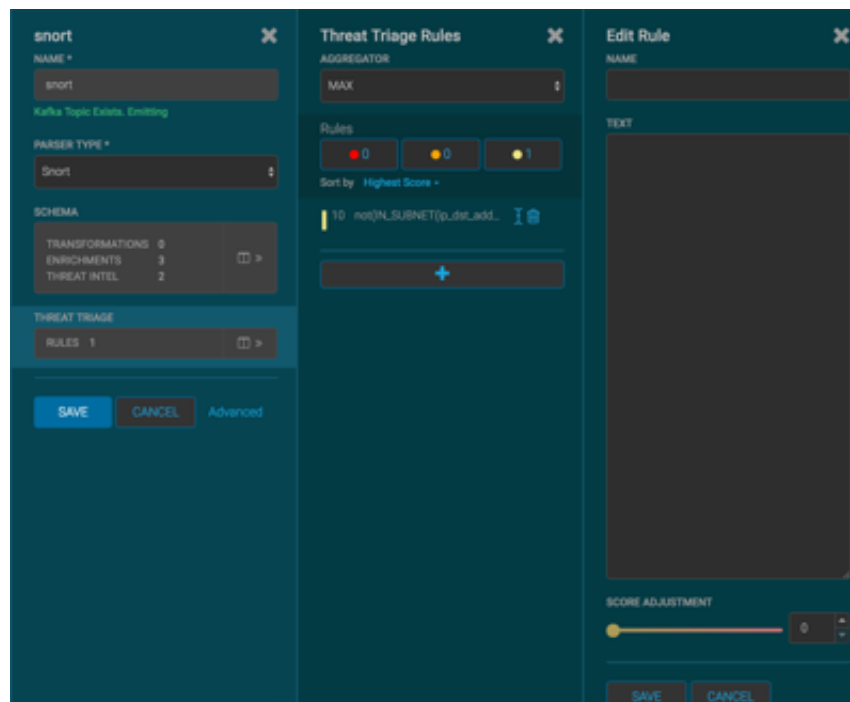 snort
NAME *
snort
Kafka Topic Exists. Emitting
PARSER TYPE *
Snort
SCHEMA
TRANSFORMATIONS 0
ENRICHMENTS 3
THREAT INTEL 2
THREAT TRIAGE
RULES 1
SAVE CANCEL Advanced
Threat Triage Rules
AGGREGATOR
MAX
Rules
0 0 1
Sort by Highest Score
10 not(IN_SUBNET(ip_dst_add...
+
Edit Rule
NAME
TEXT
SCORE ADJUSTMENT
0
SAVE CANCEL